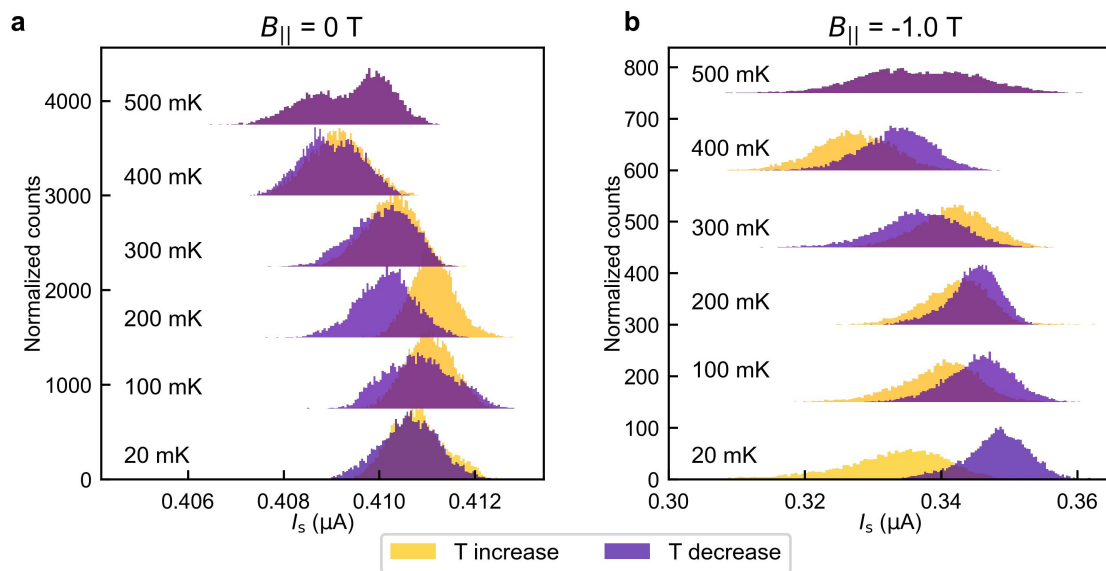 a
B|| = 0 T
Normalized counts
4000
3000
2000
1000
0
500 mK
400 mK
300 mK
200 mK
100 mK
20 mK
0.406
0.408
0.410
0.412
Is (µA)
b
B|| = -1.0 T
Normalized counts
800
700
600
500
400
300
200
100
0
500 mK
400 mK
300 mK
200 mK
100 mK
20 mK
0.30
0.32
0.34
0.36
Is (µA)
T increase
T decrease